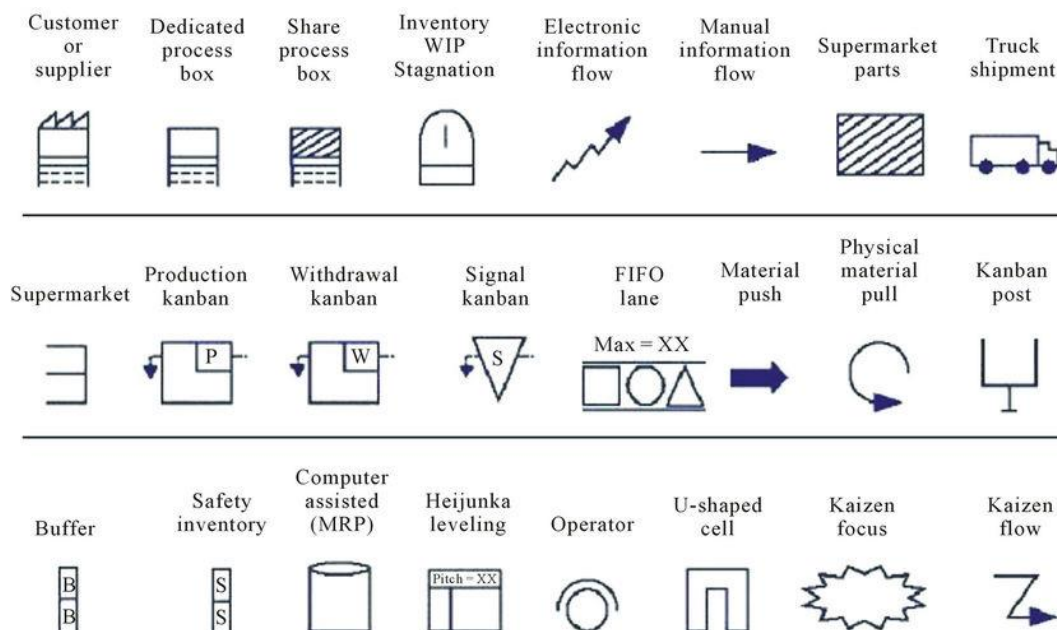 Customer
or
supplier
Dedicated
process
box
Share
process
box
Inventory
WIP
Stagnation
Electronic
information
flow
Manual
information
flow
Supermarket
parts
Truck
shipment
Supermarket
Production
kanban
P
Withdrawal
kanban
W
Signal
kanban
S
FIFO
lane
Max = XX
Material
push
Physical
material
pull
Kanban
post
Buffer
B
B
Safety
inventory
S
S
Computer
assisted
(MRP)
Heijunka
leveling
Pitch = XX
Operator
U-shaped
cell
Kaizen
focus
Kaizen
flow